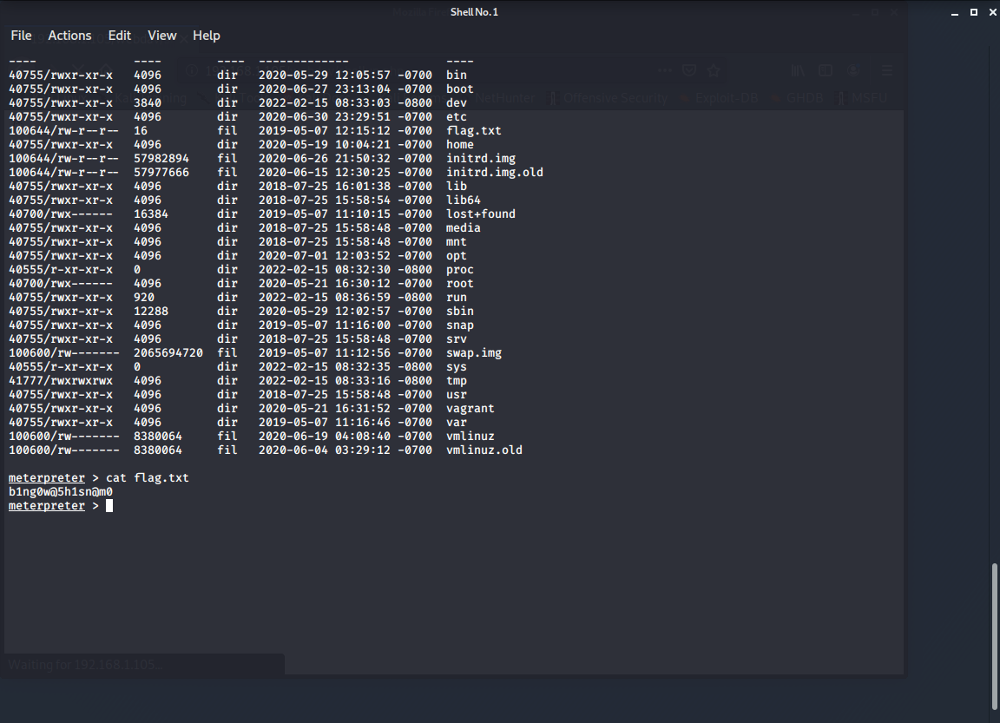 Shell No.1
File Actions Edit View Help
---- ---- ---- ------------- ----
40755/rwxr-xr-x 4096 dir 2020-05-29 12:05:57 -0700 bin
40755/rwxr-xr-x 4096 dir 2020-06-27 23:13:04 -0700 boot
40755/rwxr-xr-x 3840 dir 2022-02-15 08:33:03 -0800 dev
40755/rwxr-xr-x 4096 dir 2020-06-30 23:29:51 -0700 etc
100644/rw-r--r-- 16 fil 2019-05-07 12:15:12 -0700 flag.txt
40755/rwxr-xr-x 4096 dir 2020-05-19 10:04:21 -0700 home
100644/rw-r--r-- 57982894 fil 2020-06-26 21:50:32 -0700 initrd.img
100644/rw-r--r-- 57977666 fil 2020-06-15 12:30:25 -0700 initrd.img.old
40755/rwxr-xr-x 4096 dir 2018-07-25 16:01:38 -0700 lib
40755/rwxr-xr-x 4096 dir 2018-07-25 15:58:54 -0700 lib64
40700/rwx------ 16384 dir 2019-05-07 11:10:15 -0700 lost+found
40755/rwxr-xr-x 4096 dir 2018-07-25 15:58:48 -0700 media
40755/rwxr-xr-x 4096 dir 2018-07-25 15:58:48 -0700 mnt
40755/rwxr-xr-x 4096 dir 2020-07-01 12:03:52 -0700 opt
40555/r-xr-xr-x 0 dir 2022-02-15 08:32:30 -0800 proc
40700/rwx------ 4096 dir 2020-05-21 16:30:12 -0700 root
40755/rwxr-xr-x 920 dir 2022-02-15 08:36:59 -0800 run
40755/rwxr-xr-x 12288 dir 2020-05-29 12:02:57 -0700 sbin
40755/rwxr-xr-x 4096 dir 2019-05-07 11:16:00 -0700 snap
40755/rwxr-xr-x 4096 dir 2018-07-25 15:58:48 -0700 srv
100600/rw------- 2065694720 fil 2019-05-07 11:12:56 -0700 swap.img
40555/r-xr-xr-x 0 dir 2022-02-15 08:32:35 -0800 sys
41777/rwxrwxrwx 4096 dir 2022-02-15 08:33:16 -0800 tmp
40755/rwxr-xr-x 4096 dir 2018-07-25 15:58:48 -0700 usr
40755/rwxr-xr-x 4096 dir 2020-05-21 16:31:52 -0700 vagrant
40755/rwxr-xr-x 4096 dir 2019-05-07 11:16:46 -0700 var
100600/rw------- 8380064 fil 2020-06-19 04:08:40 -0700 vmlinuz
100600/rw------- 8380064 fil 2020-06-04 03:29:12 -0700 vmlinuz.old
meterpreter > cat flag.txt
b1ng0w@5h1sn@m0
meterpreter >
NetHunter Offensive Security Exploit-DB GHDB MSFU
Waiting for 192.168.1.105...